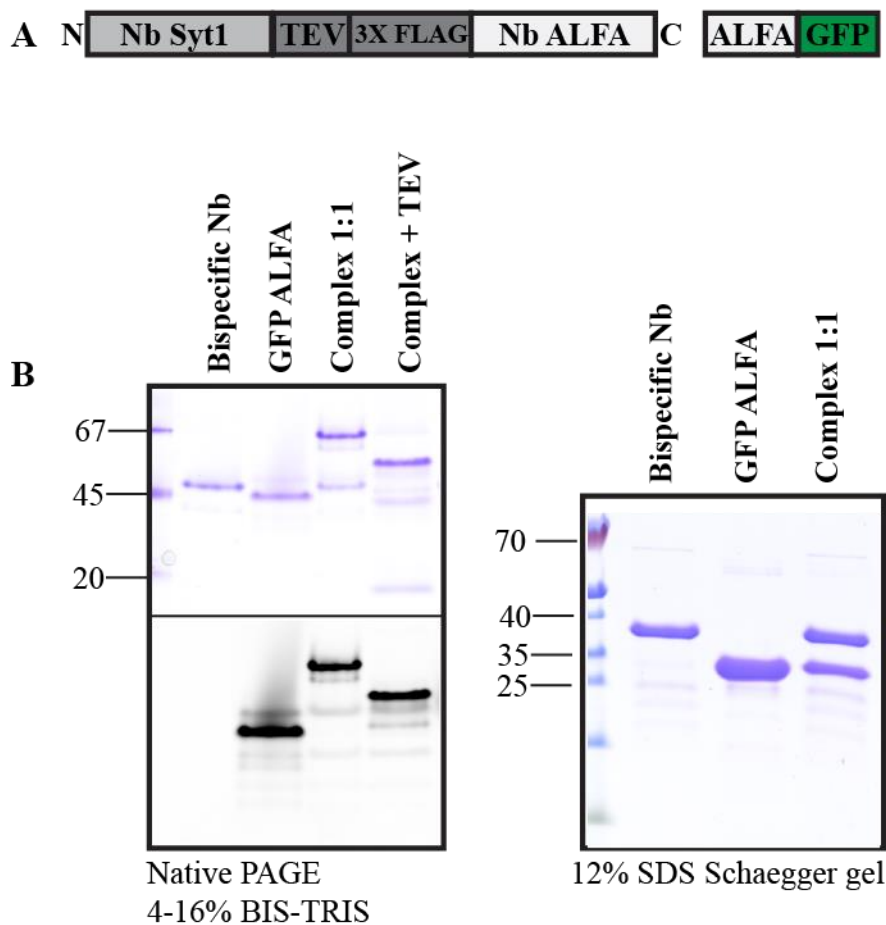 A N Nb Syt1 TEV 3X FLAG Nb ALFA C ALFA GFP
B
Bispecific Nb
GFP ALFA
Complex 1:1
Complex + TEV
67
45
20
Native PAGE
4-16% BIS-TRIS
Bispecific Nb
GFP ALFA
Complex 1:1
70
40
35
25
12% SDS Schaegger gel